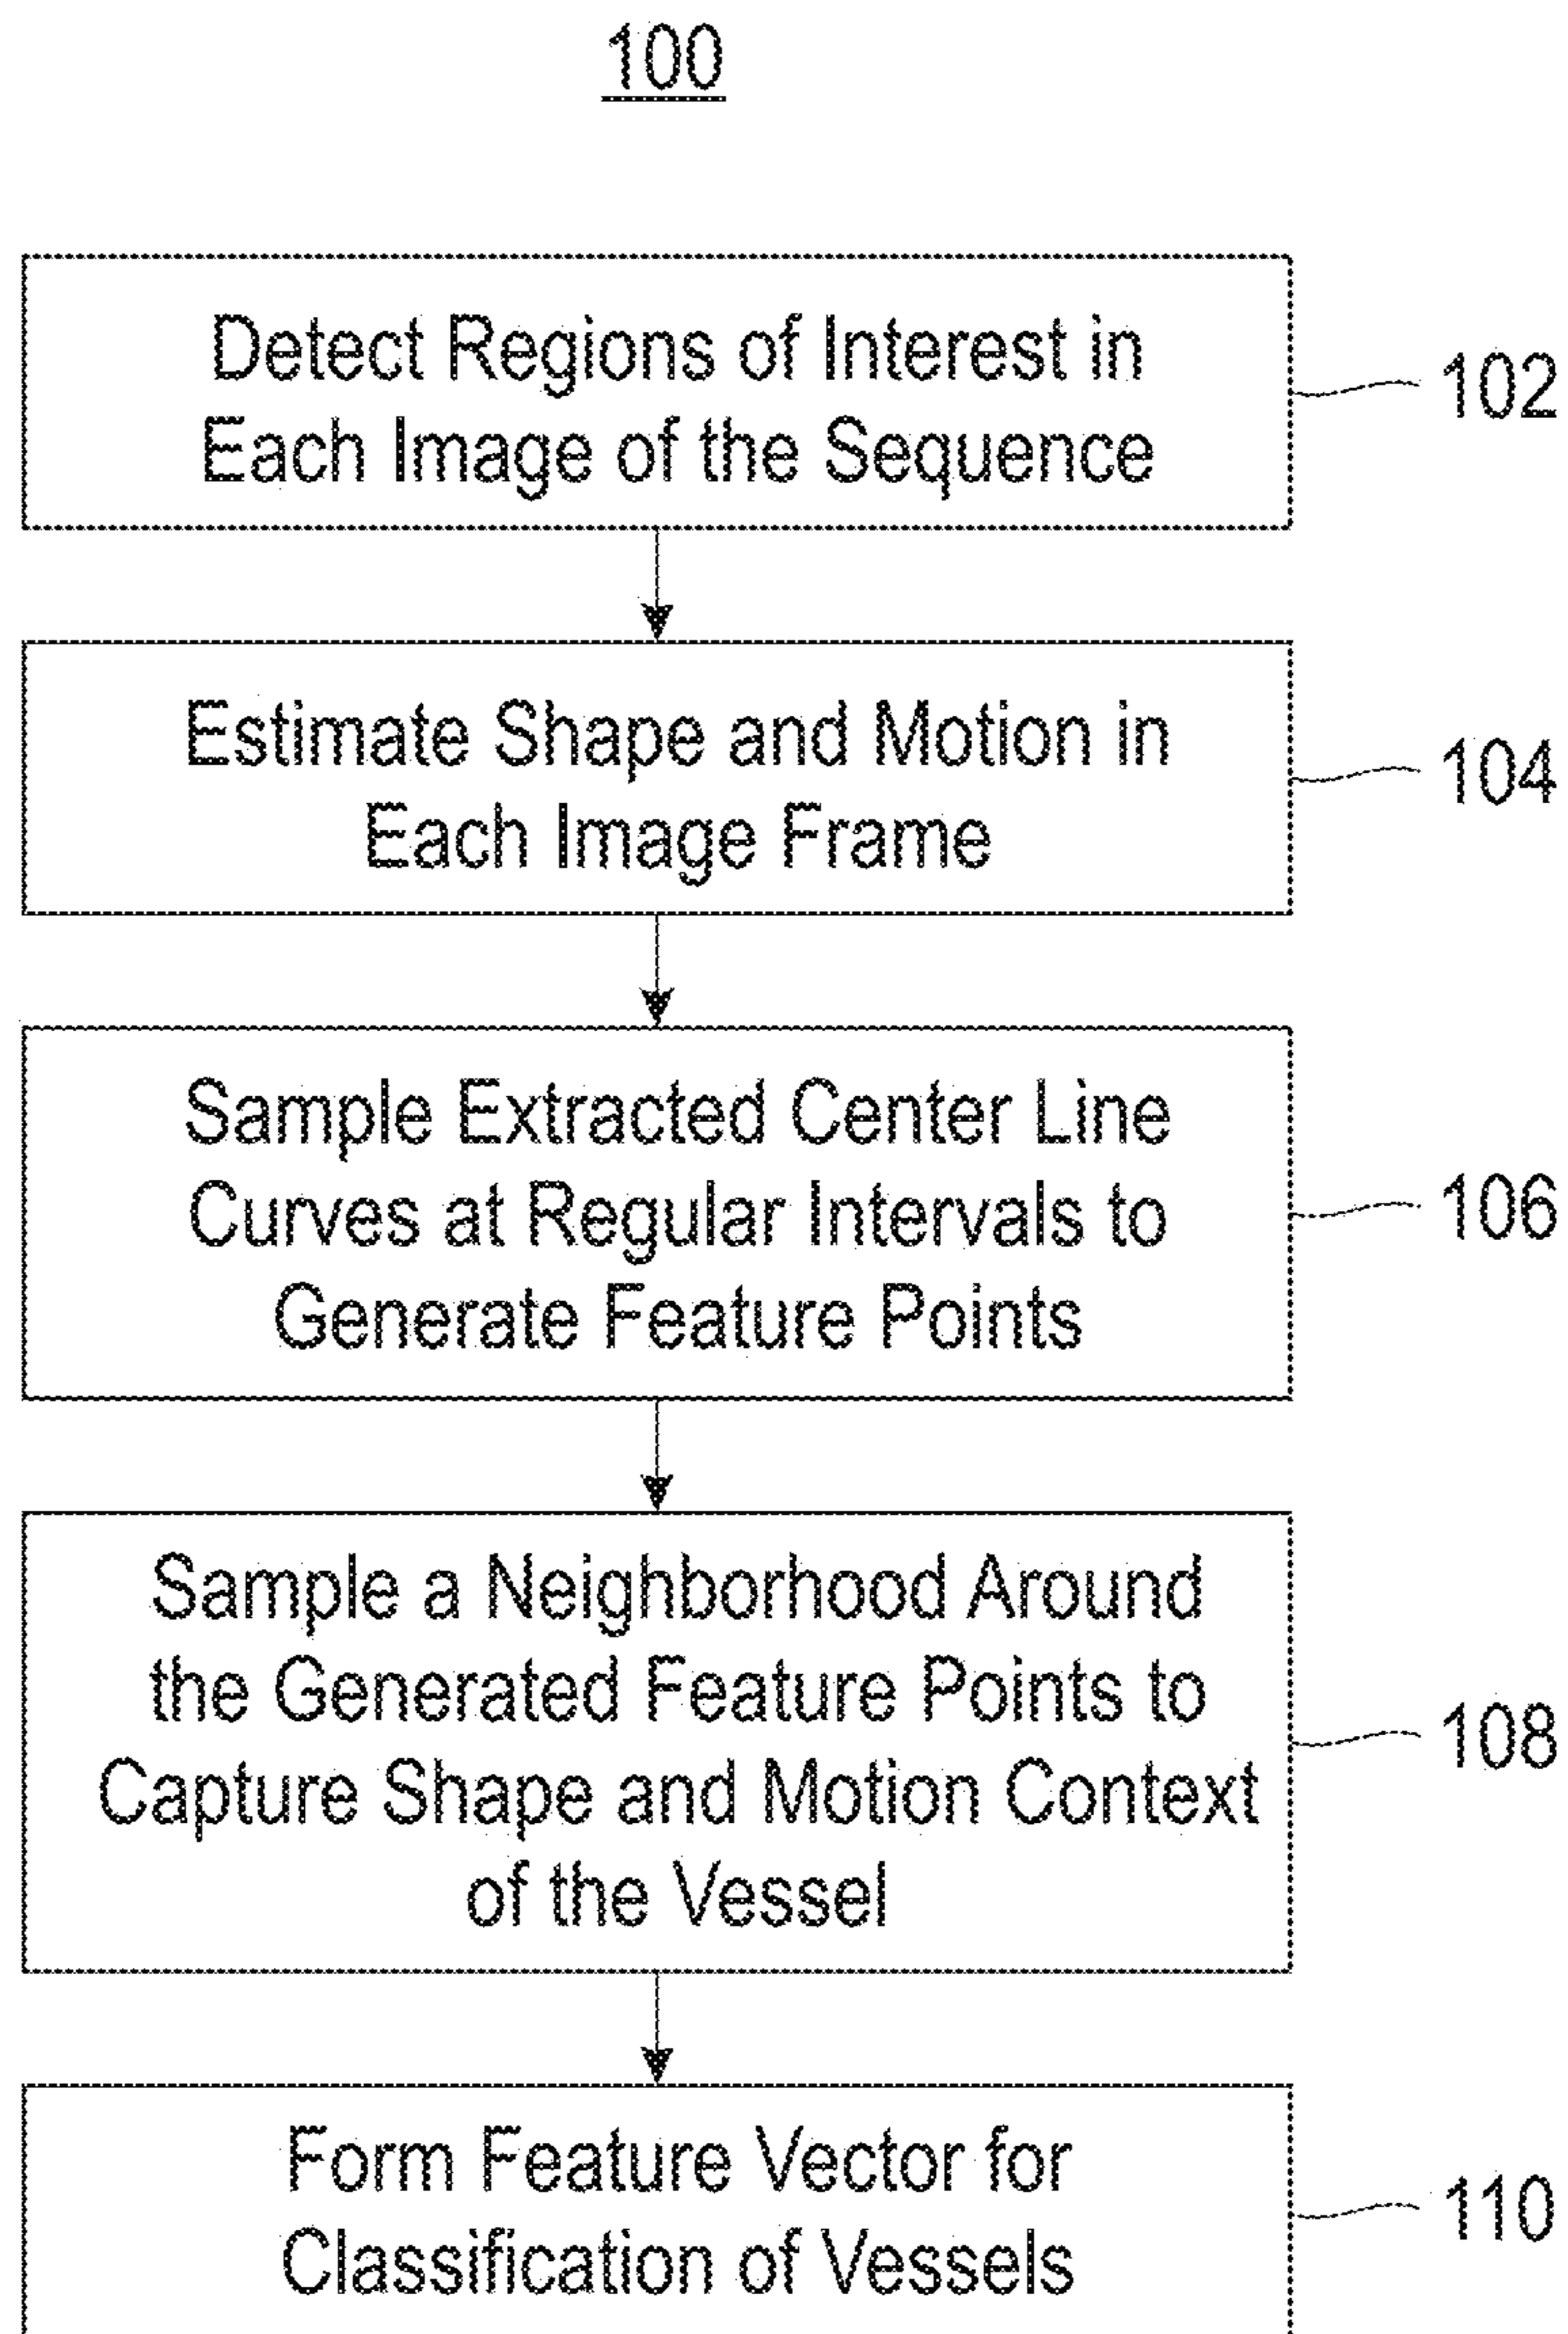 100
Detect Regions of Interest in
Each Image of the Sequence
102
Estimate Shape and Motion in
Each Image Frame
104
Sample Extracted Center Line
Curves at Regular Intervals to
Generate Feature Points
106
Sample a Neighborhood Around
the Generated Feature Points to
Capture Shape and Motion Context
of the Vessel
108
Form Feature Vector for
Classification of Vessels
110